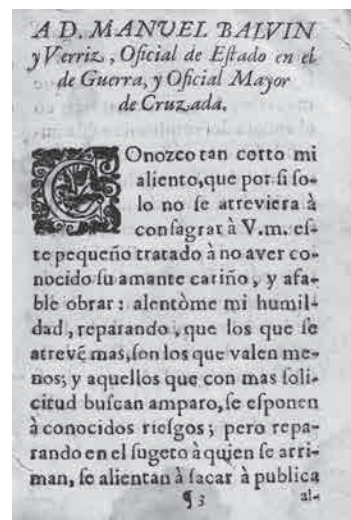 A D. MANUEL BALVIN
y Verriz, Oficial de Eſtado en el
de Guerra, y Oficial Mayor
de Cruzada.
COnozco tan corto mi
aliento, que por ſi ſo-
lo no ſe atreviera à
conſagrar à V.m. eſ-
te pequeño tratado à no aver co-
nocido ſu amante cariño, y afa-
ble obrar: alentòme mi humil-
dad, reparando, que los que ſe
atrevẽ mas, ſon los que valen me-
nos; y aquellos que con mas ſoli-
citud buſcan amparo, ſe eſponen
à conocidos rieſgos; pero repa-
rando en el ſugeto à quien ſe arri-
man, ſe alientan à ſacar à publica
¶ 3 al-